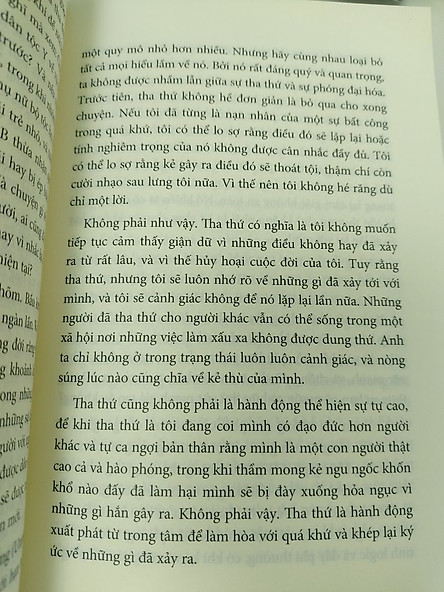 một quy mô nhỏ hơn nhiều. Nhưng hãy cùng nhau loại bỏ
tất cả mọi hiểu lầm về nó. Bởi nó rất đáng quý và quan trọng,
ta không được nhầm lẫn giữa sự tha thứ và sự phóng đại hóa.
Trước tiên, tha thứ không hề đơn giản là bỏ qua cho xong
chuyện. Nếu tôi đã từng là nạn nhân của một sự bất công
trong quá khứ, tôi có thể lo sợ rằng điều đó sẽ lặp lại hoặc
tính nghiêm trọng của nó không được cân nhắc đầy đủ. Tôi
có thể lo sợ rằng kẻ gây ra điều đó sẽ thoát tội, thậm chí còn
cười nhạo sau lưng tôi nữa. Vì thế nên tôi không hé răng dù
chỉ một lời.
Không phải như vậy. Tha thứ có nghĩa là tôi không muốn
tiếp tục cảm thấy giận dữ vì những điều không hay đã xảy
ra từ rất lâu, và vì thế hủy hoại cuộc đời của tôi. Tuy rằng
tha thứ, nhưng tôi sẽ luôn nhớ rõ về những gì đã xảy tới với
mình, và tôi sẽ cảnh giác không để nó lặp lại lần nữa. Những
người đã tha thứ cho người khác vẫn có thể sống trong một
xã hội nơi những việc làm xấu xa không được dung thứ. Anh
ta chỉ không ở trong trạng thái luôn luôn cảnh giác, và nòng
súng lúc nào cũng chĩa về kẻ thù của mình.
Tha thứ cũng không phải là hành động thể hiện sự tự cao,
để khi tha thứ là tôi đang coi mình có đạo đức hơn người
khác và tự ca ngợi bản thân rằng mình là một con người thật
cao cả và hào phóng, trong khi thầm mong kẻ ngu ngốc khốn
khổ nào đấy đã làm hại mình sẽ bị đày xuống hỏa ngục vì
những gì hắn gây ra. Không phải vậy. Tha thứ là hành động
xuất phát từ trong tâm để làm hòa với quá khứ và khép lại ký
ức về những gì đã xảy ra.